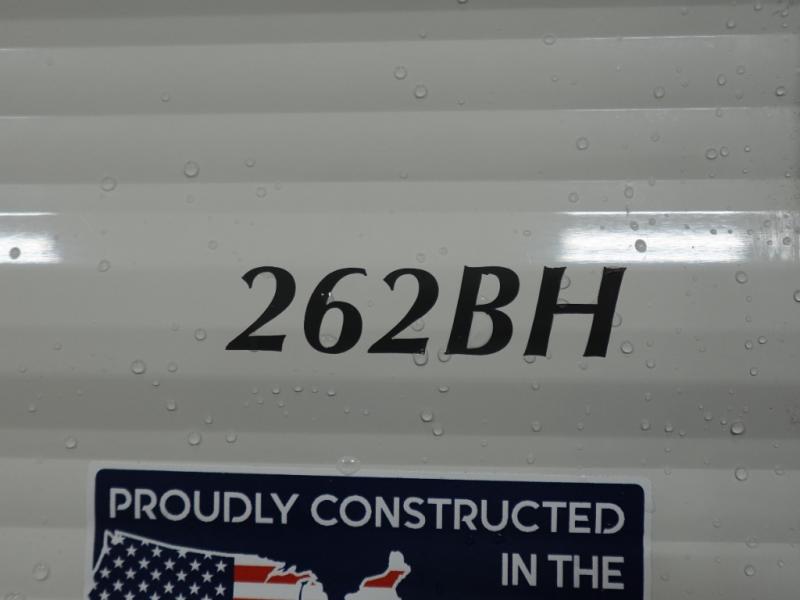 262BH
PROUDLY CONSTRUCTED
IN THE